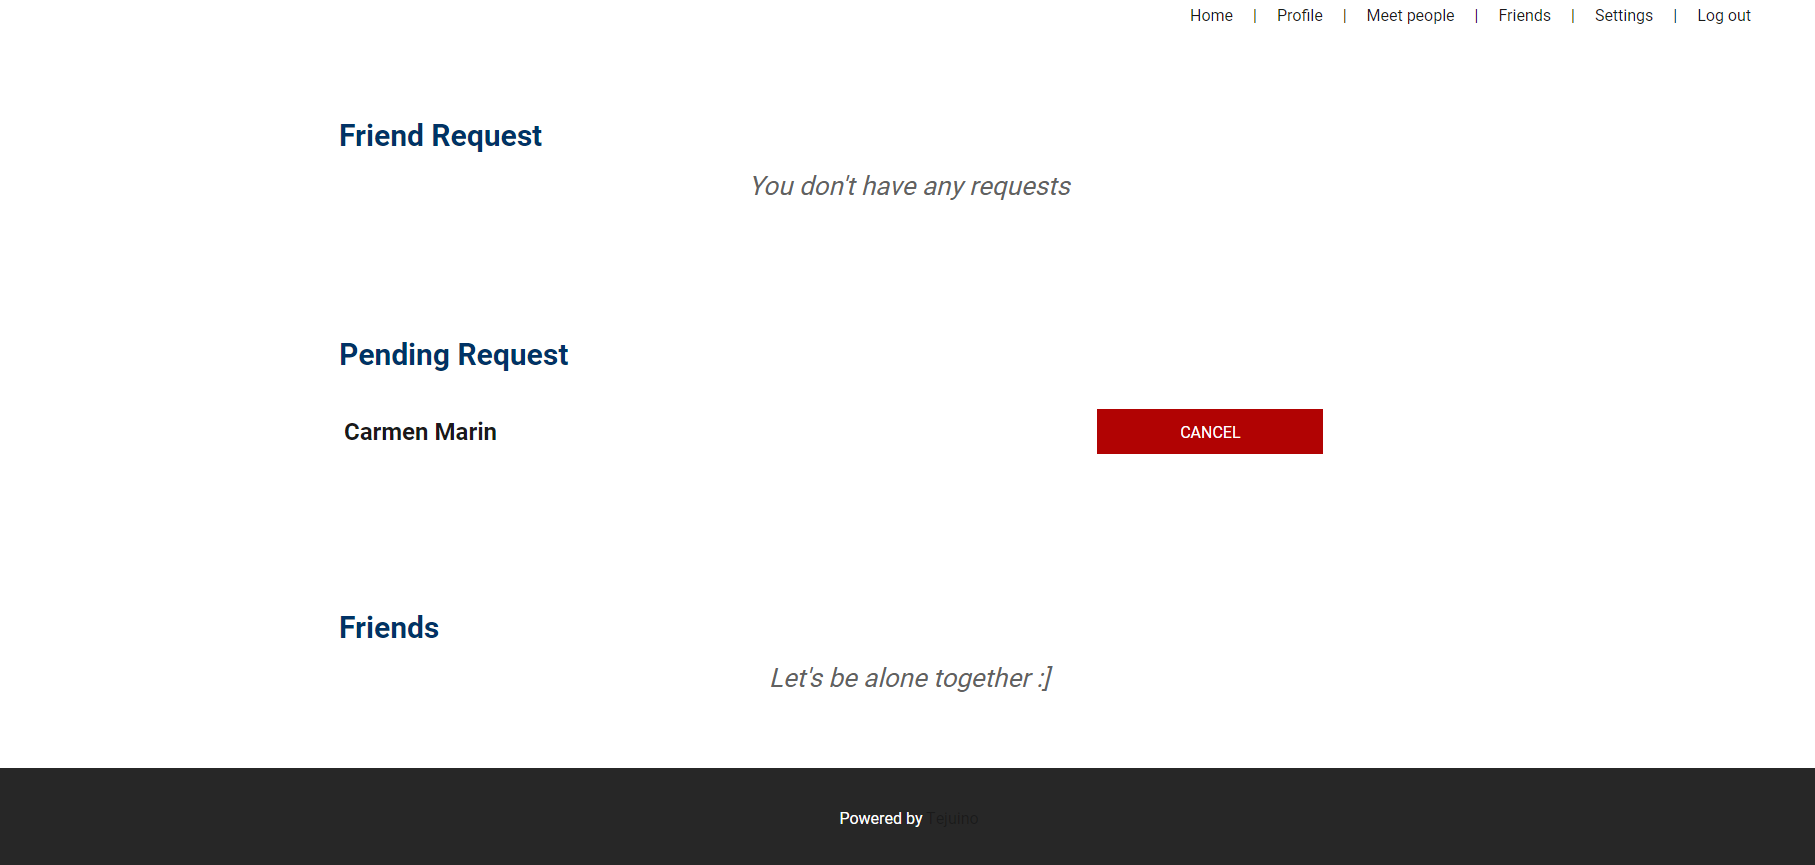 Home | Profile | Meet people | Friends | Settings | Log out
Friend Request
You don't have any requests
Pending Request
Carmen Marin
CANCEL
Friends
Let's be alone together :]
Powered by Tejuino